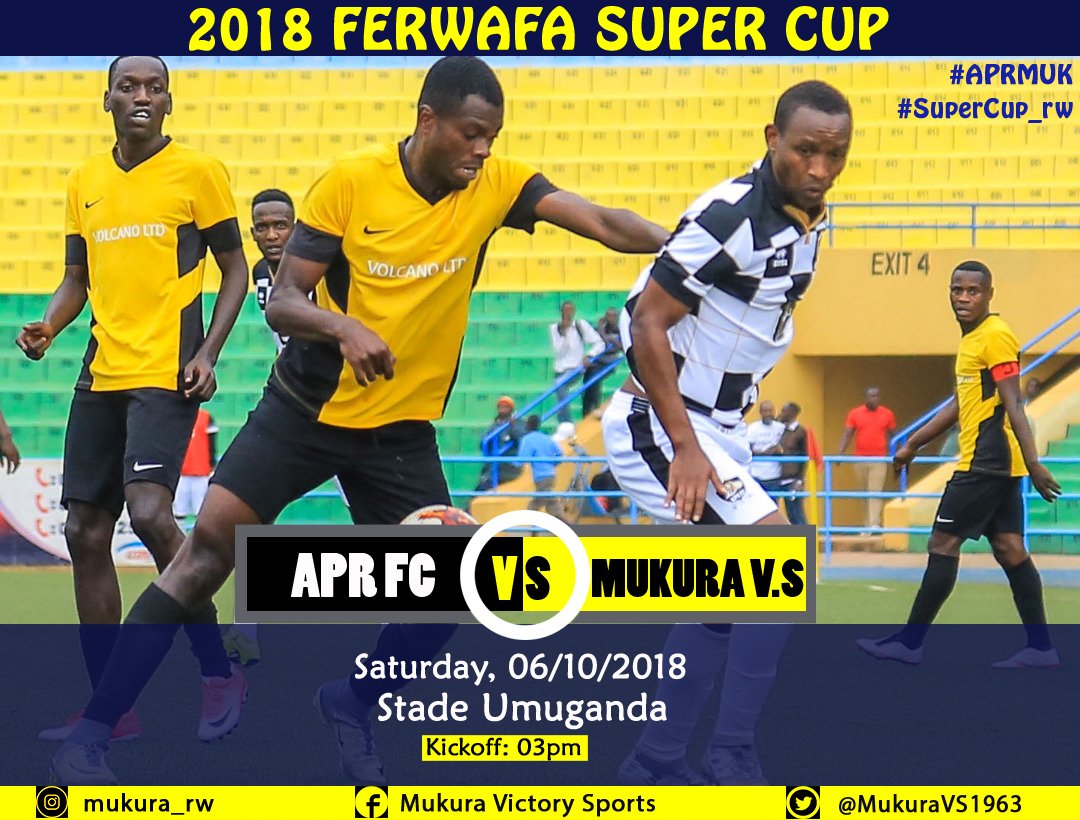 2018 FERWAFA SUPER CUP
#APRMUK
#SuperCup_rw
VOLCANO LTD
VOLCANO LTD
EXIT 4
APR FC VS MUKURA V.S
Saturday, 06/10/2018
Stade Umuganda
Kickoff: 03pm
mukura_rw
Mukura Victory Sports
@MukuraVS1963